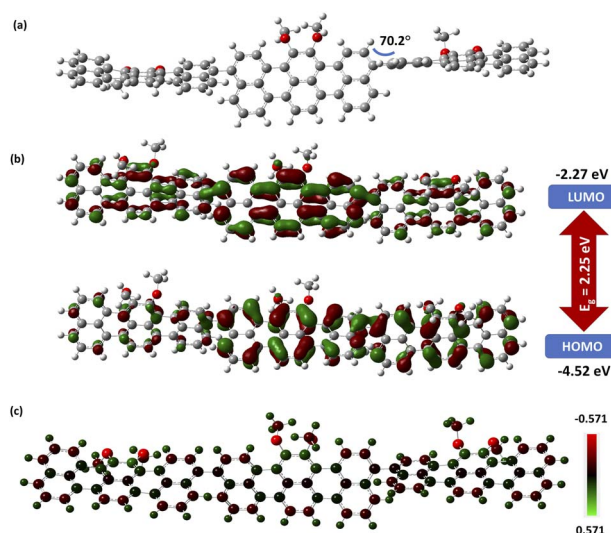 (a)
70.2°
(b)
-2.27 eV
LUMO
Eg = 2.25 eV
HOMO
-4.52 eV
(c)
-0.571
0.571